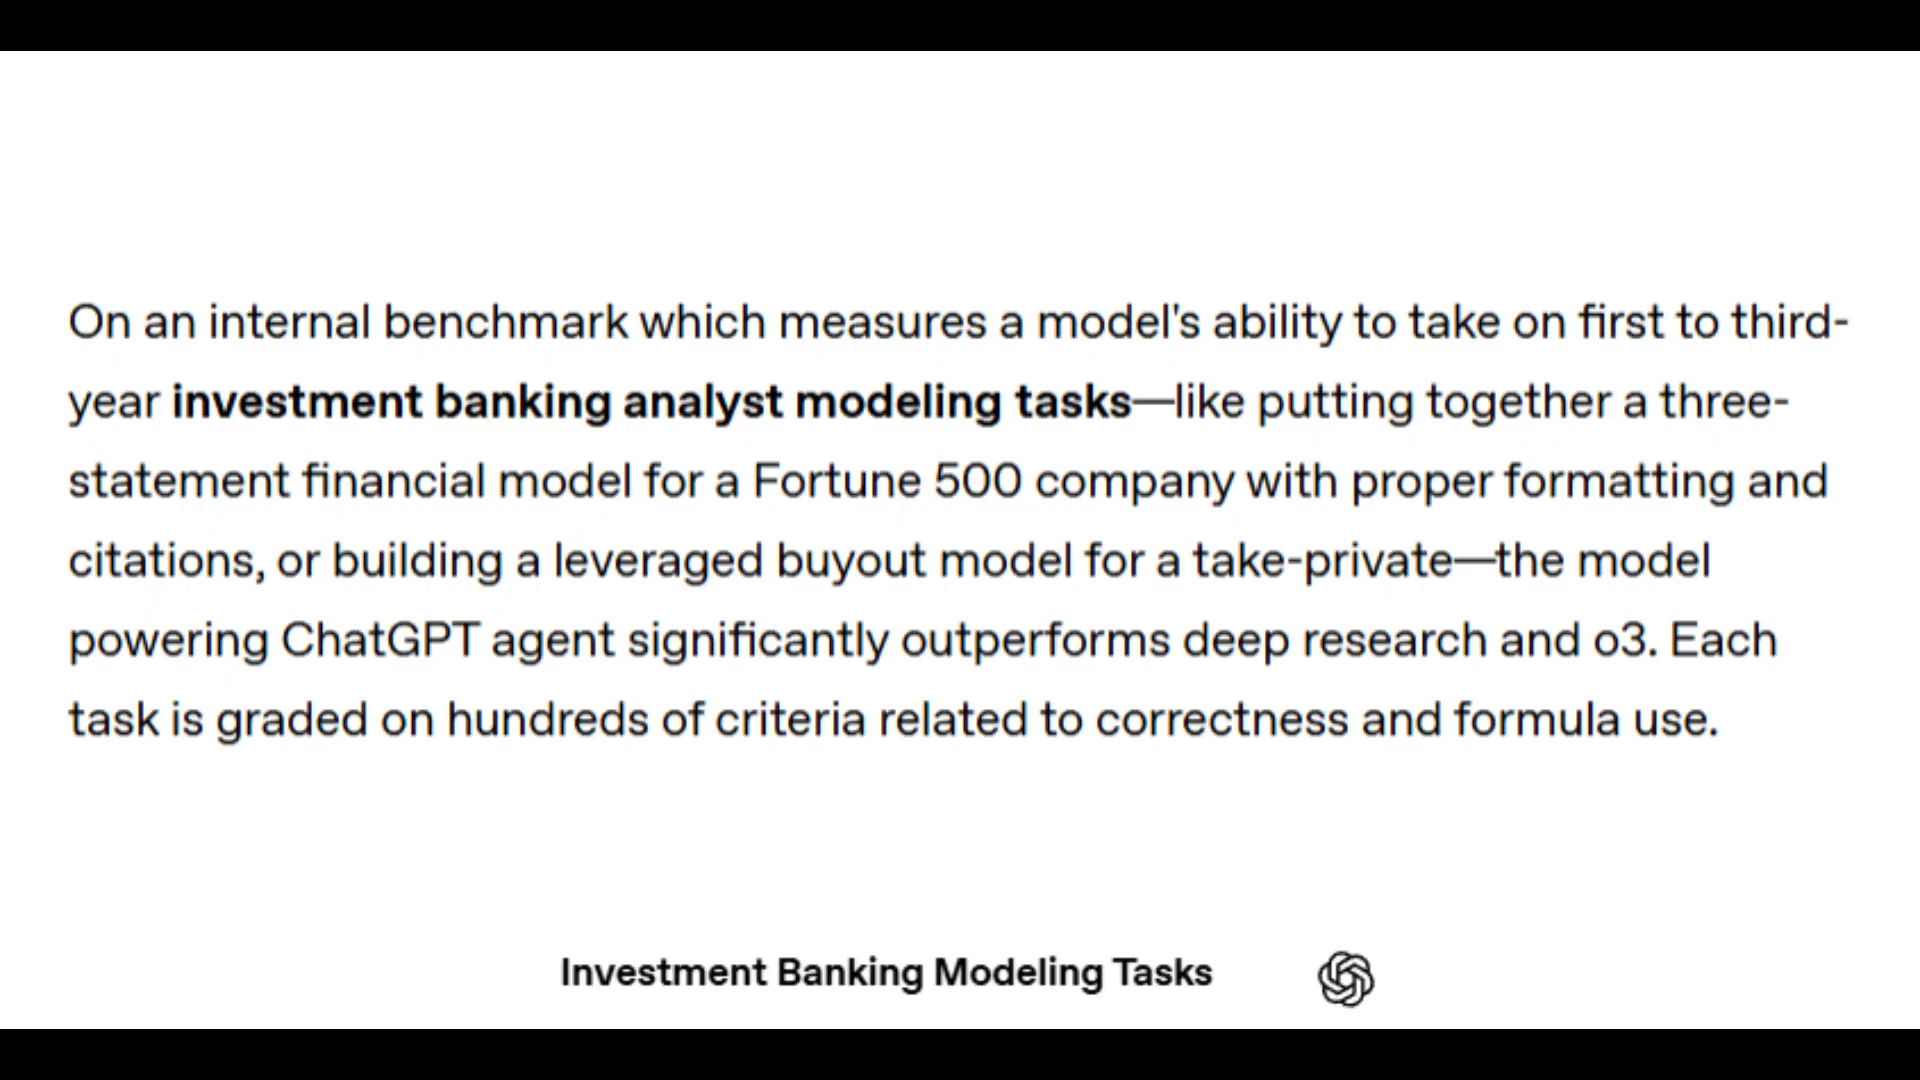 On an internal benchmark which measures a model's ability to take on first to third-
year investment banking analyst modeling tasks—like putting together a three-
statement financial model for a Fortune 500 company with proper formatting and
citations, or building a leveraged buyout model for a take-private—the model
powering ChatGPT agent significantly outperforms deep research and o3. Each
task is graded on hundreds of criteria related to correctness and formula use.
Investment Banking Modeling Tasks